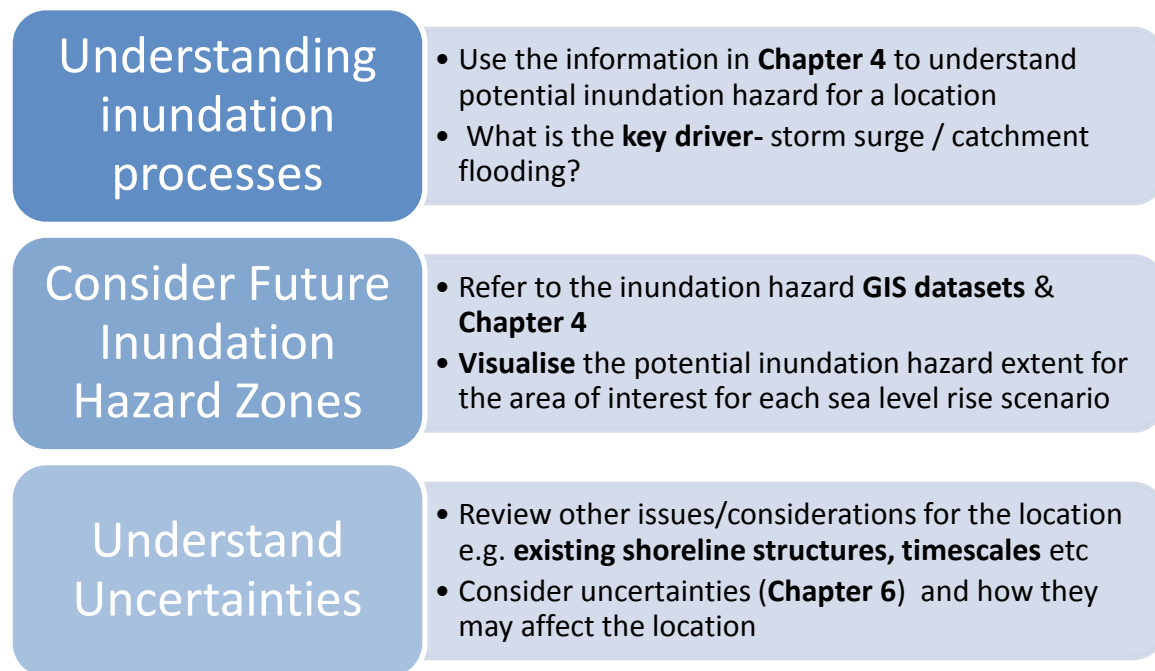 Understanding
inundation
processes
• Use the information in Chapter 4 to understand
potential inundation hazard for a location
• What is the key driver- storm surge / catchment
flooding?
Consider Future
Inundation
Hazard Zones
• Refer to the inundation hazard GIS datasets &
Chapter 4
• Visualise the potential inundation hazard extent for
the area of interest for each sea level rise scenario
Understand
Uncertainties
• Review other issues/considerations for the location
e.g. existing shoreline structures, timescales etc
• Consider uncertainties (Chapter 6) and how they
may affect the location